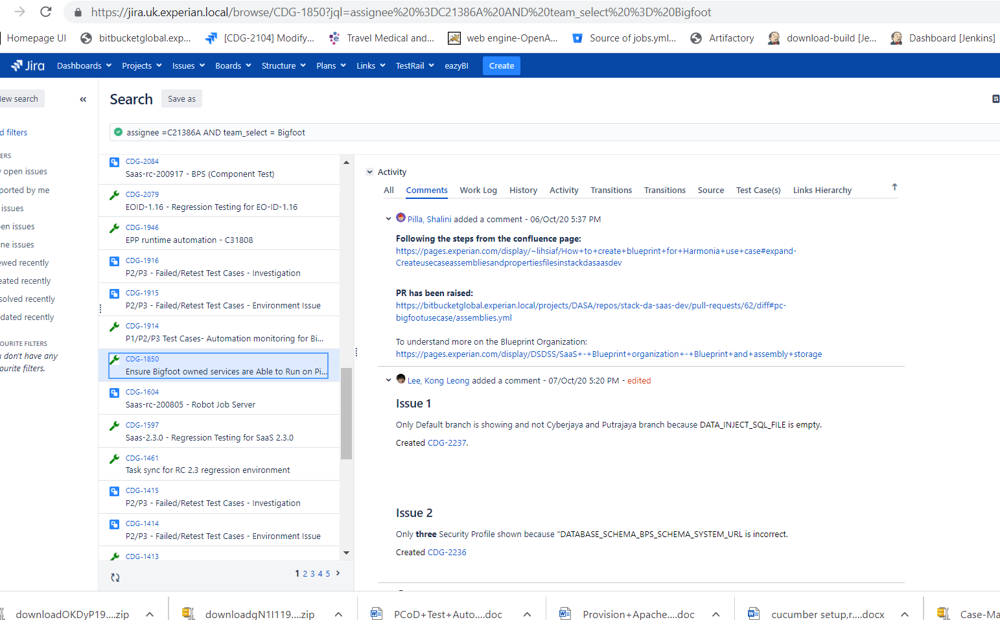 https://jira.uk.experian.local/browse/CDG-1850?jql=assignee%20%3DC21386A%20AND%20team_select%20%3D%20Bigfoot
Homepage UI bitbucketglobal.exp... [CDG-2104] Modify... Travel Medical and... web engine-OpenA... Source of jobs.yml... Artifactory download-build [Je... Dashboard [Jenkins]
Jira Dashboards Projects Issues Boards Structure Plans Links TestRail eazyBI Create
ew search
«
Search Save as
d filters
assignee =C21386A AND team_select = Bigfoot
ERS
open issues
ported by me
issues
en issues
ne issues
ewed recently
eated recently
solved recently
dated recently
OURITE FILTERS
don't have any
ourite filters.
CDG-2084
Saas-rc-200917 - BPS (Component Test)
CDG-2079
EOID-1.16 - Regression Testing for EO-ID-1.16
CDG-1946
EPP runtime automation - C31808
CDG-1916
P2/P3 - Failed/Retest Test Cases - Investigation
CDG-1915
P2/P3 - Failed/Retest Test Cases - Environment Issue
CDG-1914
P1/P2/P3 Test Cases- Automation monitoring for Bi...
CDG-1850
Ensure Bigfoot owned services are Able to Run on Pi...
CDG-1604
Saas-rc-200805 - Robot Job Server
CDG-1597
Saas-2.3.0 - Regression Testing for SaaS 2.3.0
CDG-1461
Task sync for RC 2.3 regression environment
CDG-1415
P2/P3 - Failed/Retest Test Cases - Investigation
CDG-1414
P2/P3 - Failed/Retest Test Cases - Environment Issue
CDG-1413
1 2 3 4 5 >
Activity
All Comments Work Log History Activity Transitions Transitions Source Test Case(s) Links Hierarchy
Pilla, Shalini added a comment - 06/Oct/20 5:37 PM
Following the steps from the confluence page:
https://pages.experian.com/display/~lihsiaf/How+to+create+blueprint+for+Harmonia+use+case#expand-
Createusecaseassembliesandpropertiesfilesinstackdasaasdev
PR has been raised:
https://bitbucketglobal.experian.local/projects/DASA/repos/stack-da-saas-dev/pull-requests/62/diff#pc-
bigfootusecase/assemblies.yml
To understand more on the Blueprint Organization:
https://pages.experian.com/display/DSDSS/SaaS+-+Blueprint+organization+-+Blueprint+and+assembly+storage
Lee, Kong Leong added a comment - 07/Oct/20 5:20 PM - edited
Issue 1
Only Default branch is showing and not Cyberjaya and Putrajaya branch because DATA_INJECT_SQL_FILE is empty.
Created CDG-2237.
Issue 2
Only three Security Profile shown because "DATABASE_SCHEMA_BPS_SCHEMA_SYSTEM_URL is incorrect.
Created CDG-2236
downloadOKDyP19....zip downloadgN1I119....zip PCoD+Test+Auto....doc Provision+Apache....doc cucumber setup,r....docx Case-Ma